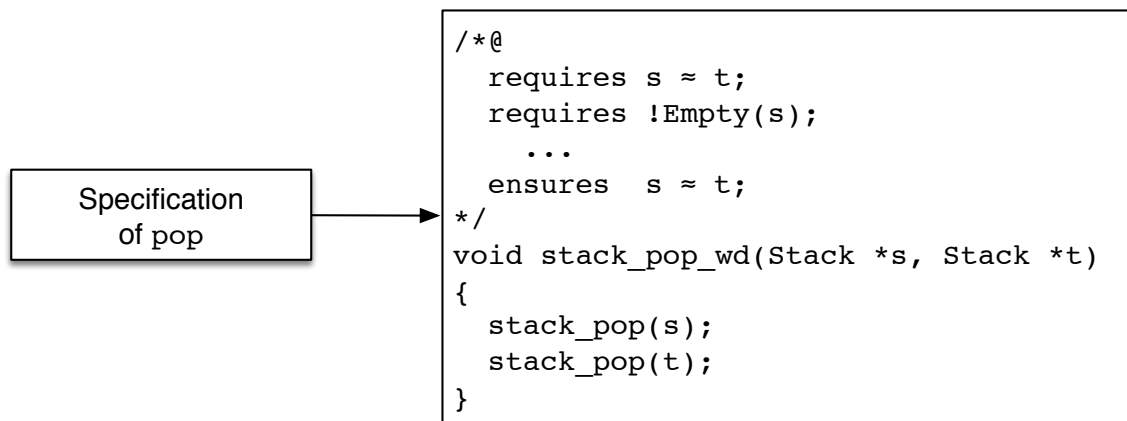 Specification
of pop
/*@
  requires s ≈ t;
  requires !Empty(s);
    ...
  ensures  s ≈ t;
*/
void stack_pop_wd(Stack *s, Stack *t)
{
  stack_pop(s);
  stack_pop(t);
}